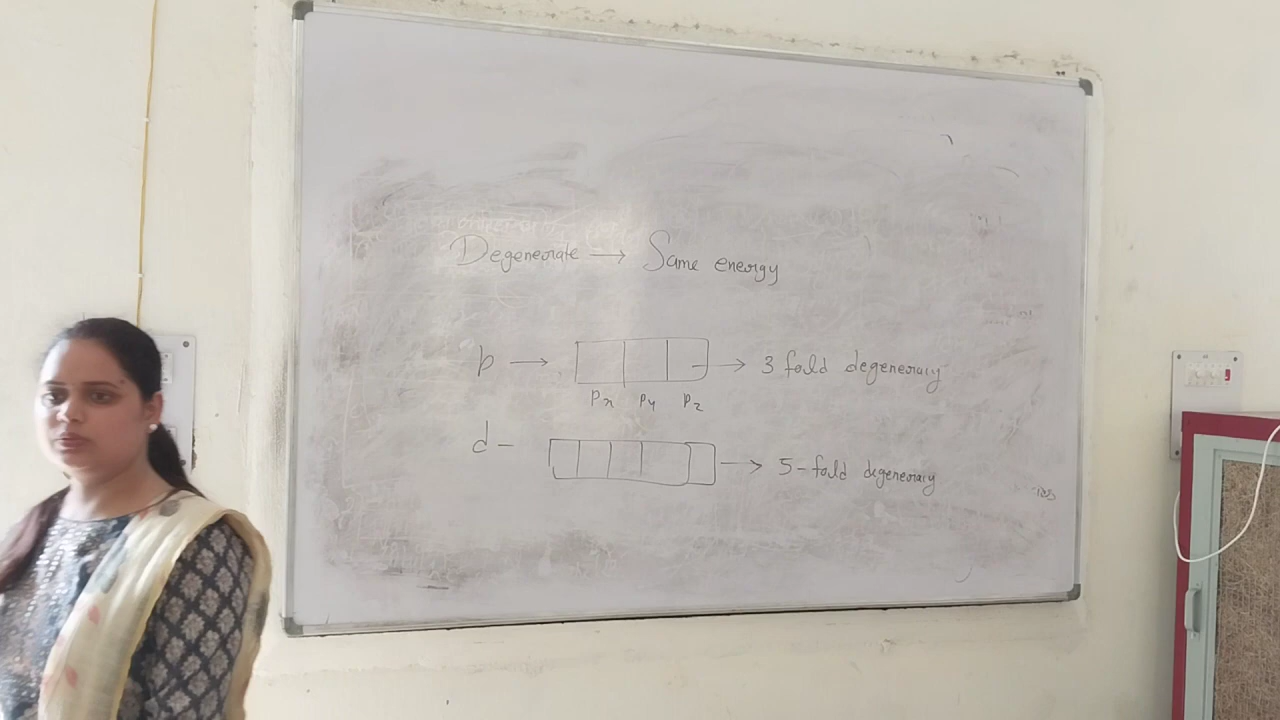 Degenerate → Same energy
p → → 3 fold degeneracy
Px Py Pz
d - → 5-fold degeneracy